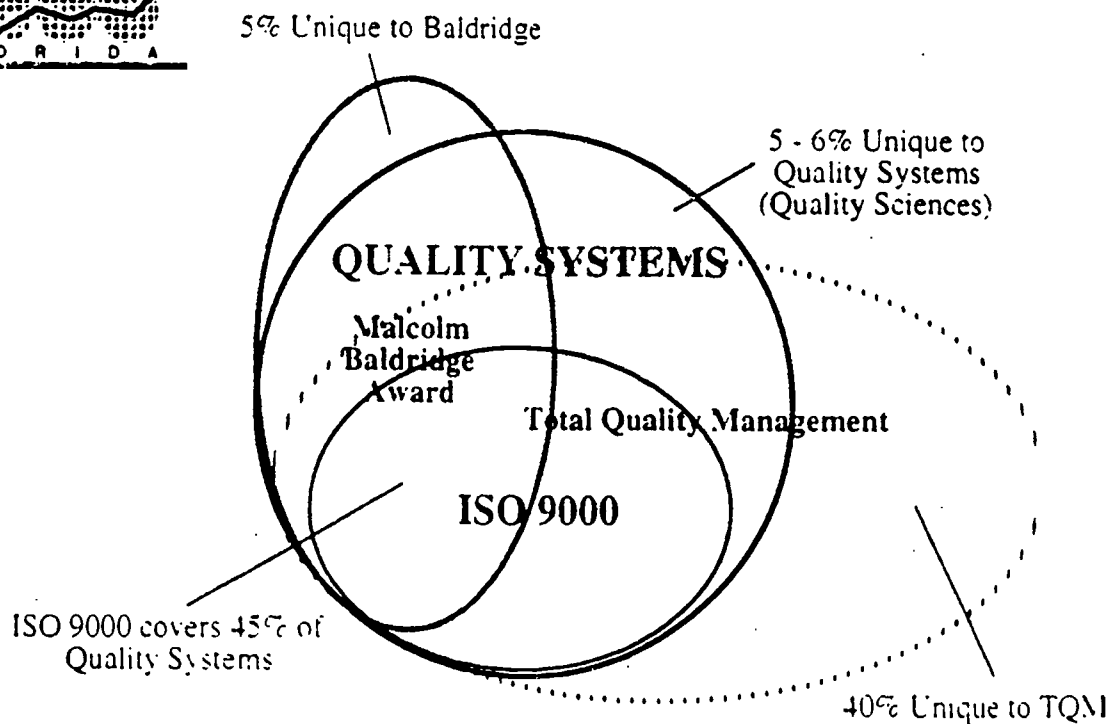 O R I D A
5% Unique to Baldridge
5 - 6% Unique to
Quality Systems
(Quality Sciences)
QUALITY SYSTEMS
Malcolm
Baldridge
Award
Total Quality Management
ISO 9000
ISO 9000 covers 45% of
Quality Systems
40% Unique to TQM